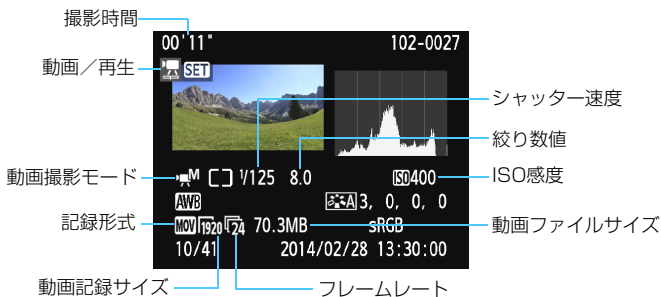 撮影時間
00'11" 102-0027
動画／再生
SET
シャッター速度
絞り数値
動画撮影モード
M 1/125 8.0 ISO400
ISO感度
AWB A 3, 0, 0, 0
記録形式
MOV 1920 24 70.3MB sRGB
動画ファイルサイズ
10/41 2014/02/28 13:30:00
動画記録サイズ
フレームレート